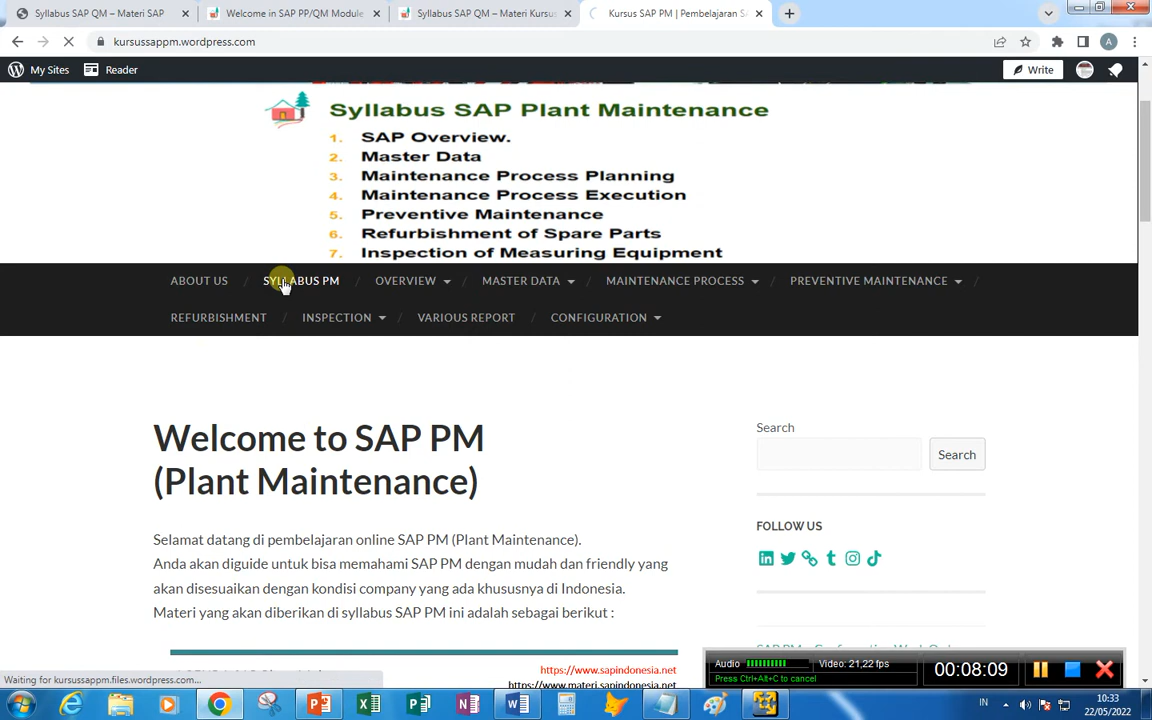 Syllabus SAP QM – Materi SAP
Welcome in SAP PP/QM Module
Syllabus SAP QM – Materi Kursu
Kursus SAP PM | Pembelajaran SA
kursussappm.wordpress.com
A
My Sites
Reader
Write
Syllabus SAP Plant Maintenance
1. SAP Overview.
2. Master Data
3. Maintenance Process Planning
4. Maintenance Process Execution
5. Preventive Maintenance
6. Refurbishment of Spare Parts
7. Inspection of Measuring Equipment
ABOUT US / SYLLABUS PM / OVERVIEW / MASTER DATA / MAINTENANCE PROCESS / PREVENTIVE MAINTENANCE /
REFURBISHMENT / INSPECTION / VARIOUS REPORT / CONFIGURATION
Welcome to SAP PM
(Plant Maintenance)
Selamat datang di pembelajaran online SAP PM (Plant Maintenance).
Anda akan diguide untuk bisa memahami SAP PM dengan mudah dan friendly yang
akan disesuaikan dengan kondisi company yang ada khususnya di Indonesia.
Materi yang akan diberikan di syllabus SAP PM ini adalah sebagai berikut :
Search
Search
FOLLOW US
https://www.sapindonesia.net
https://www.materi.sapindonesia.net
Waiting for kursussappm.files.wordpress.com...
Audio
Video: 21,22 fps
Press Ctrl+Alt+C to cancel
00:08:09
IN
10:33
22/05/2022